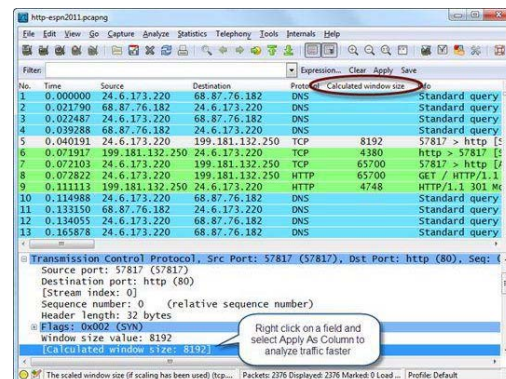 http-espn2011.pcapng
File Edit View Go Capture Analyze Statistics Telephony Tools Internals Help
Filter: Expression... Clear Apply Save
No. Time Source Destination Protocol Calculated window size Info
1 0.000000 24.6.173.220 68.87.76.182 DNS Standard query
2 0.021790 68.87.76.182 24.6.173.220 DNS Standard query
3 0.022487 24.6.173.220 68.87.76.182 DNS Standard query
4 0.039288 68.87.76.182 24.6.173.220 DNS Standard query
5 0.040191 24.6.173.220 199.181.132.250 TCP 8192 57817 > http [S
6 0.071917 199.181.132.250 24.6.173.220 TCP 4380 http > 57817 [S
7 0.072103 24.6.173.220 199.181.132.250 TCP 65700 57817 > http [A
8 0.072822 24.6.173.220 199.181.132.250 HTTP 65700 GET / HTTP/1.1
9 0.111113 199.181.132.250 24.6.173.220 HTTP 4748 HTTP/1.1 301 Mo
10 0.114988 24.6.173.220 68.87.76.182 DNS Standard query
11 0.133150 68.87.76.182 24.6.173.220 DNS Standard query
12 0.134055 24.6.173.220 68.87.76.182 DNS Standard query
13 0.165878 68.87.76.182 24.6.173.220 DNS Standard query
Transmission Control Protocol, Src Port: 57817 (57817), Dst Port: http (80), Seq: (
Source port: 57817 (57817)
Destination port: http (80)
[Stream index: 0]
Sequence number: 0 (relative sequence number)
Header length: 32 bytes
Flags: 0x002 (SYN)
Window size value: 8192
[Calculated window size: 8192]
Right click on a field and
select Apply As Column to
analyze traffic faster
The scaled window size (if scaling has been used) (tcp... Packets: 2376 Displayed: 2376 Marked: 0 Load ... Profile: Default